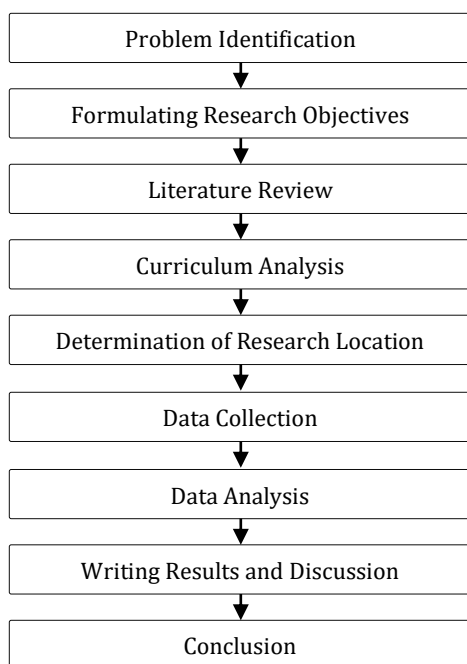 Problem Identification
Formulating Research Objectives
Literature Review
Curriculum Analysis
Determination of Research Location
Data Collection
Data Analysis
Writing Results and Discussion
Conclusion